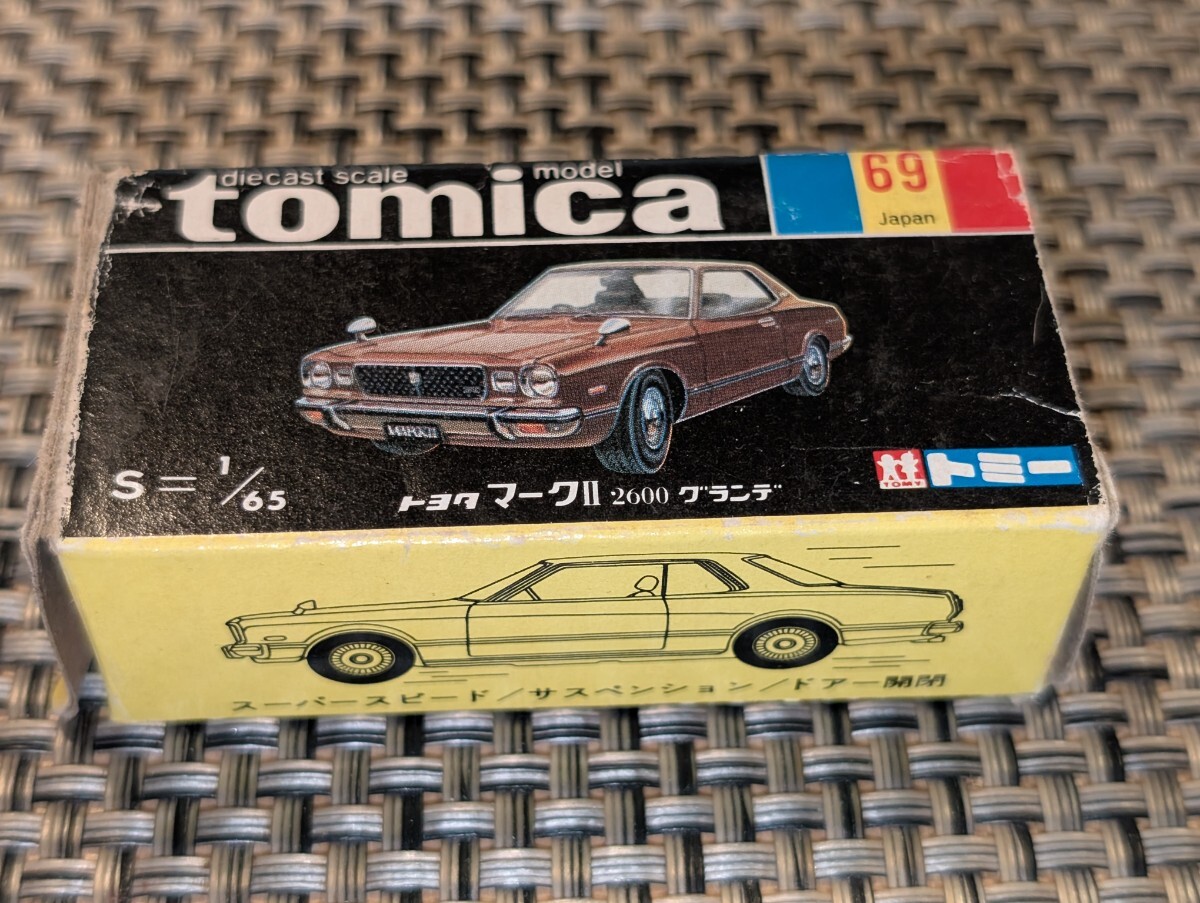 diecast scale model
tomica
69
Japan
MARK II
S = 1/65
トヨタ マークII 2600 グランデ
TOMY
トミー
スーパースピード/サスペンション/ドアー開閉